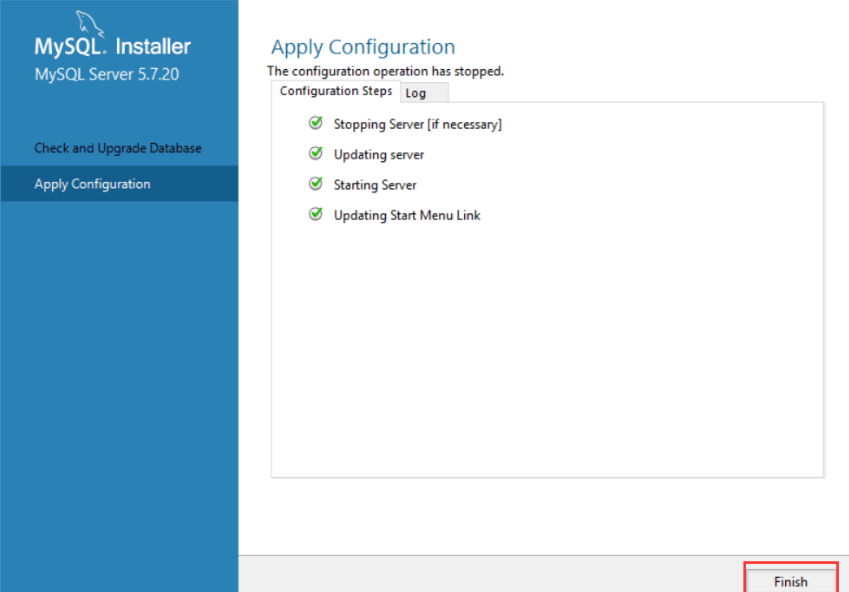 MySQL. Installer
MySQL Server 5.7.20
Check and Upgrade Database
Apply Configuration
Apply Configuration
The configuration operation has stopped.
Configuration Steps Log
Stopping Server [if necessary]
Updating server
Starting Server
Updating Start Menu Link
Finish